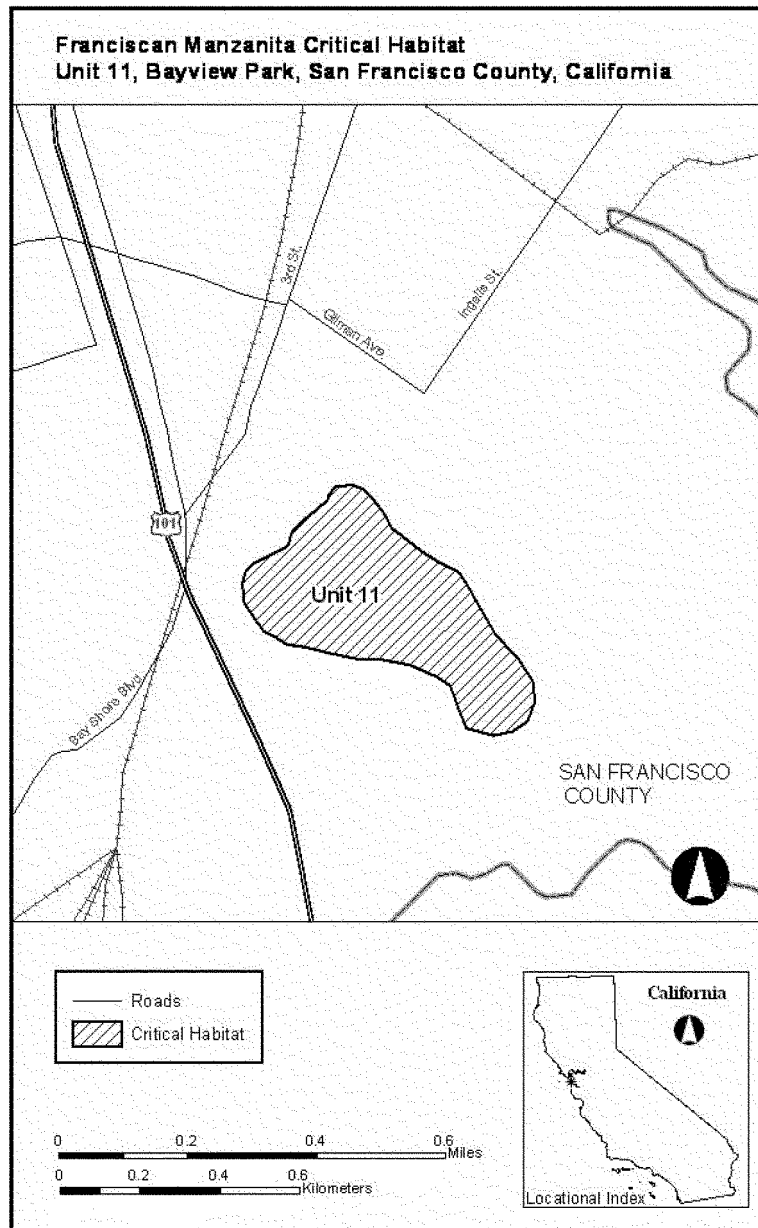 Franciscan Manzanita Critical Habitat
Unit 11, Bayview Park, San Francisco County, California
3rd St.
Gilman Ave.
Ingalls St.
101
Unit 11
Bay Shore Blvd.
SAN FRANCISCO
COUNTY
Roads
Critical Habitat
California
0 0.2 0.4 0.6
Miles
0 0.2 0.4 0.6
Kilometers
Locational Index